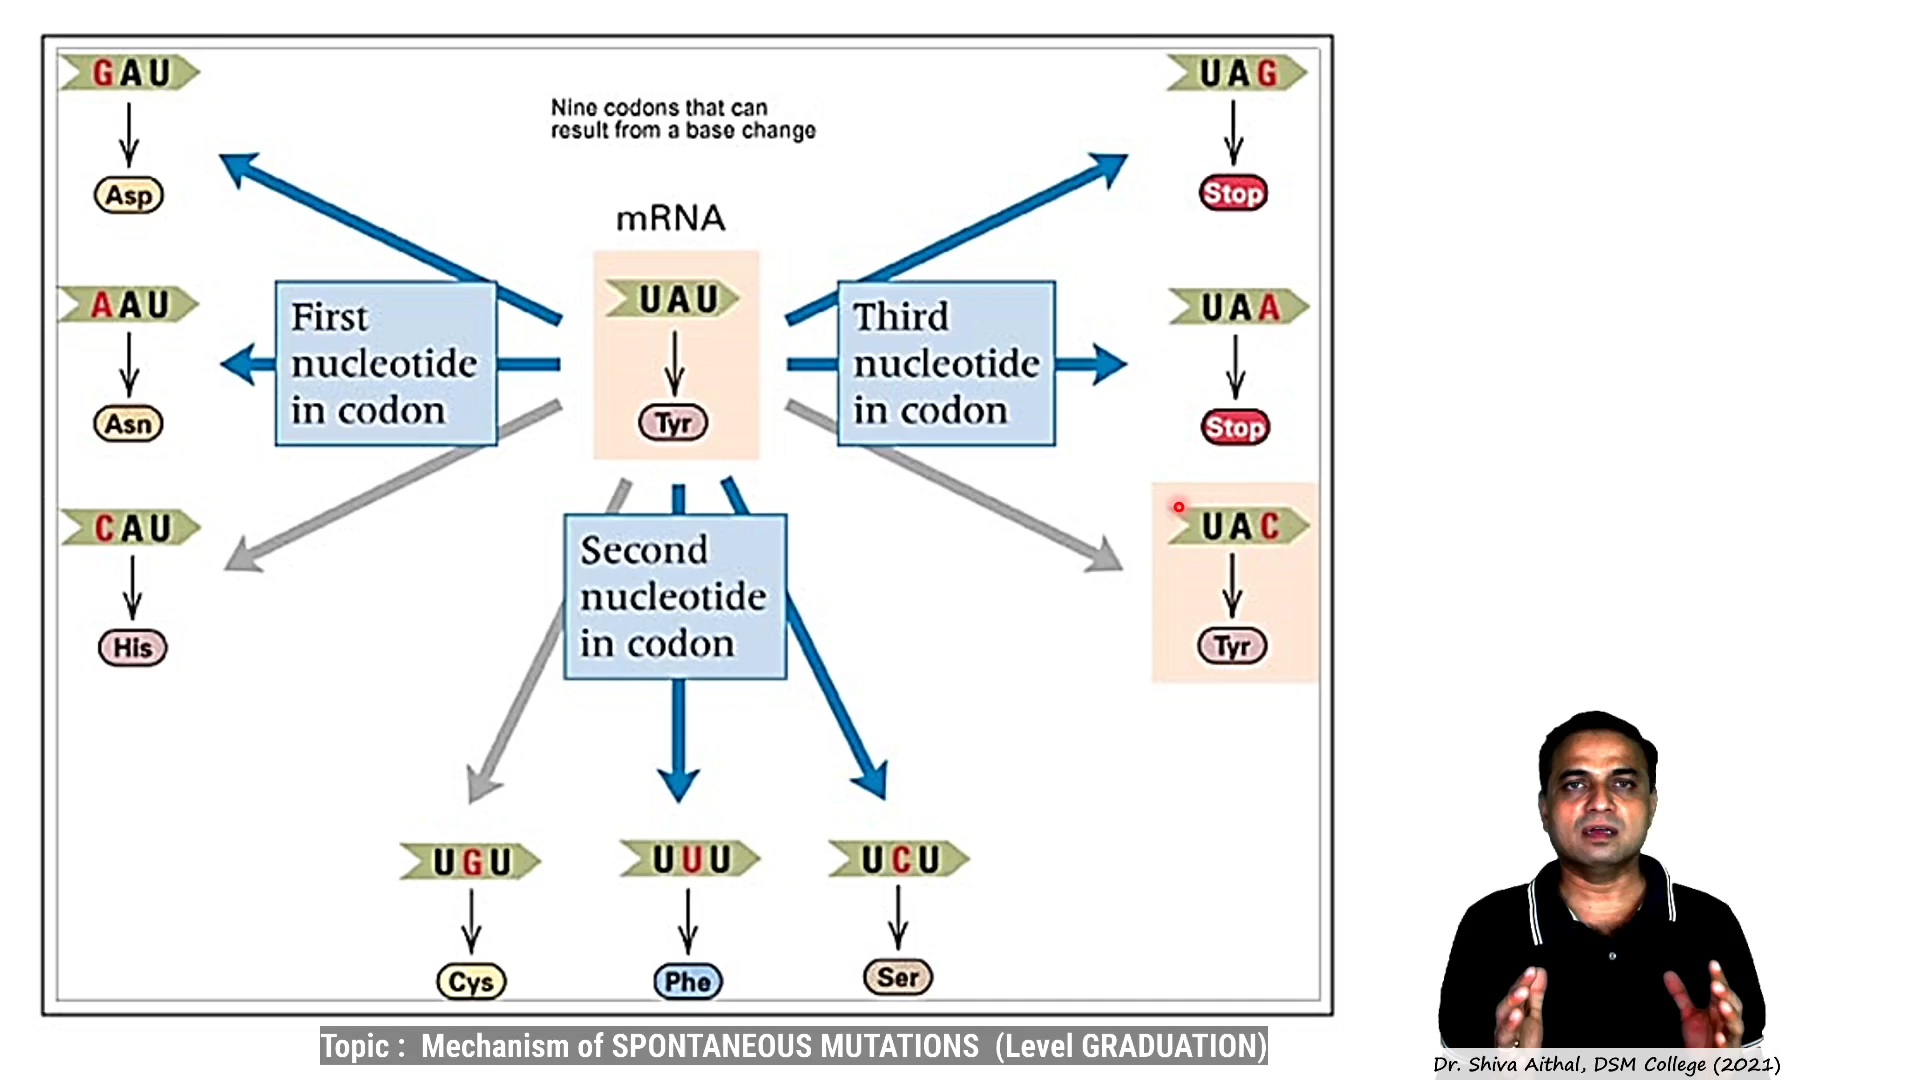 GAU
Asp
AAU
Asn
CAU
His
Nine codons that can
result from a base change
mRNA
UAU
Tyr
First
nucleotide
in codon
Third
nucleotide
in codon
Second
nucleotide
in codon
UAG
Stop
UAA
Stop
UAC
Tyr
UGU
Cys
UUU
Phe
UCU
Ser
Topic : Mechanism of SPONTANEOUS MUTATIONS (Level GRADUATION)
Dr. Shiva Aithal, DSM College (2021)